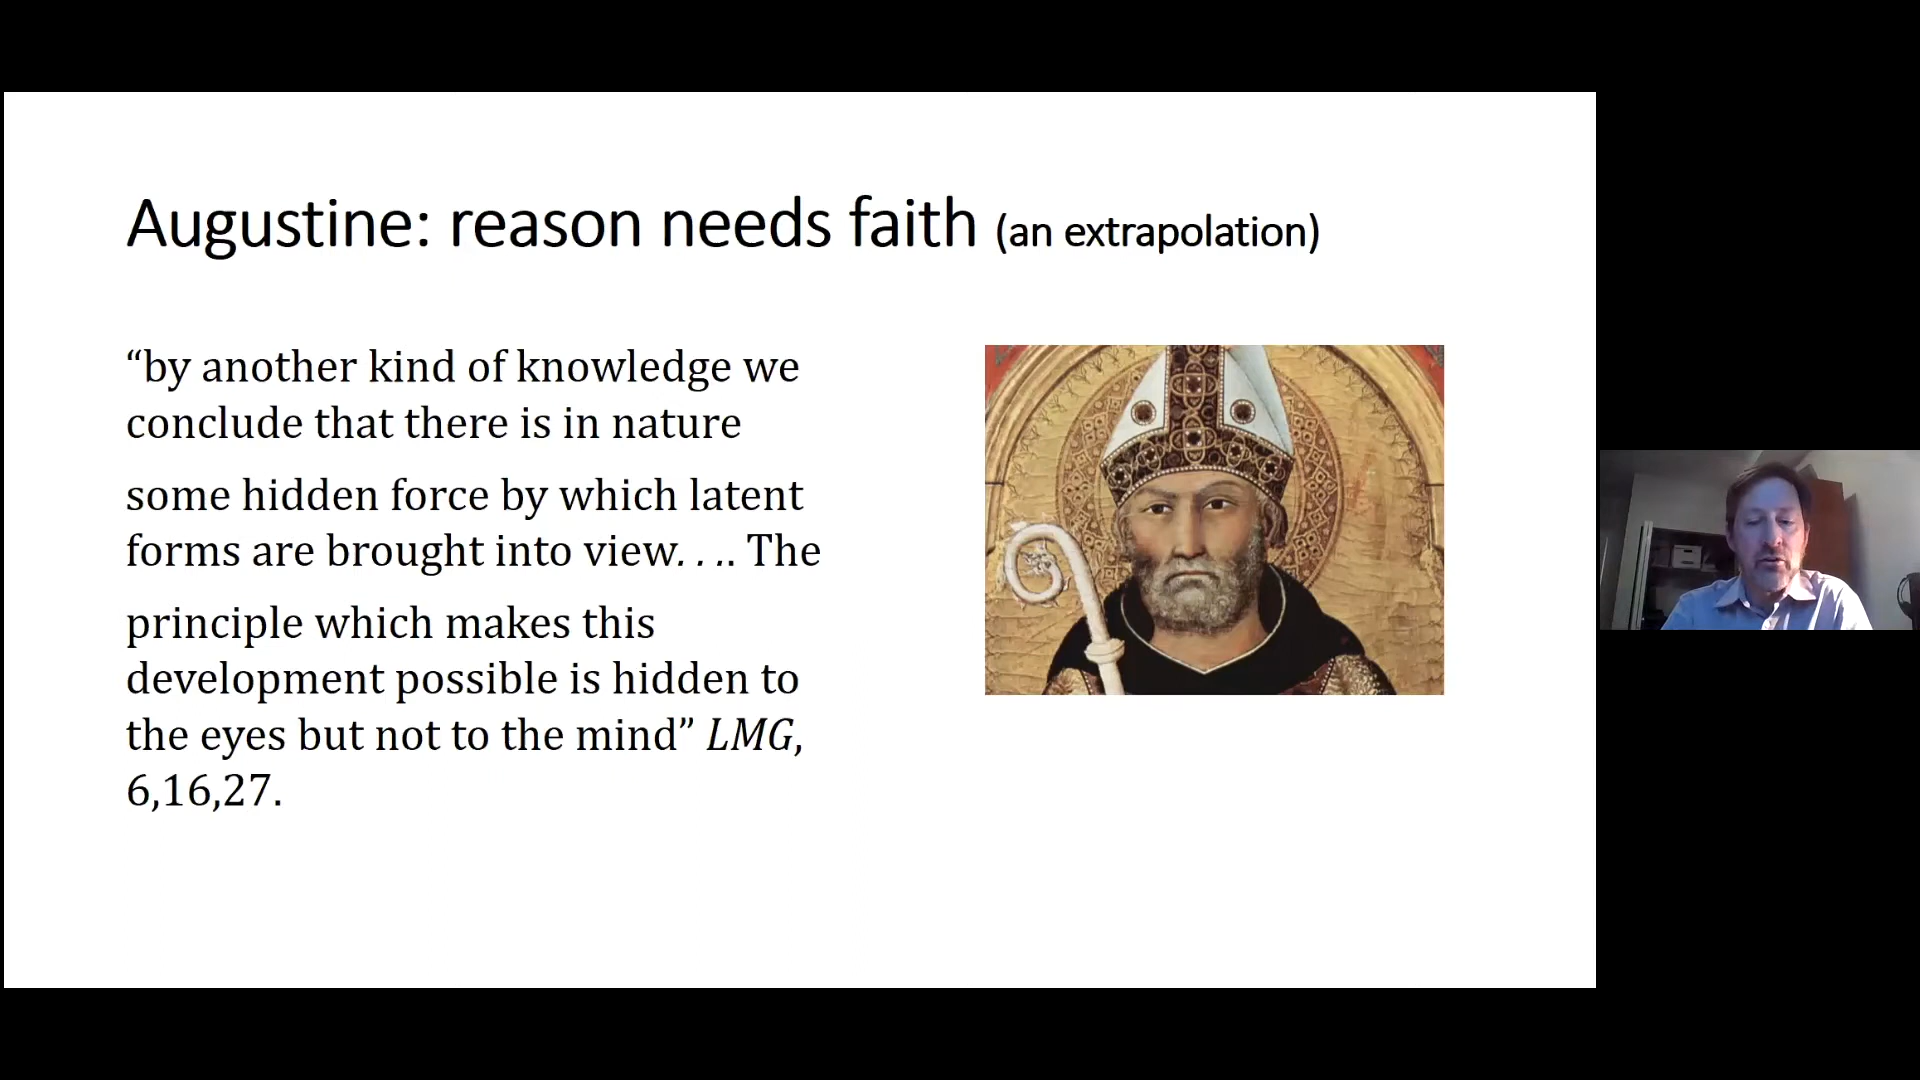 Augustine: reason needs faith (an extrapolation)
“by another kind of knowledge we
conclude that there is in nature
some hidden force by which latent
forms are brought into view. . .. The
principle which makes this
development possible is hidden to
the eyes but not to the mind” LMG,
6,16,27.